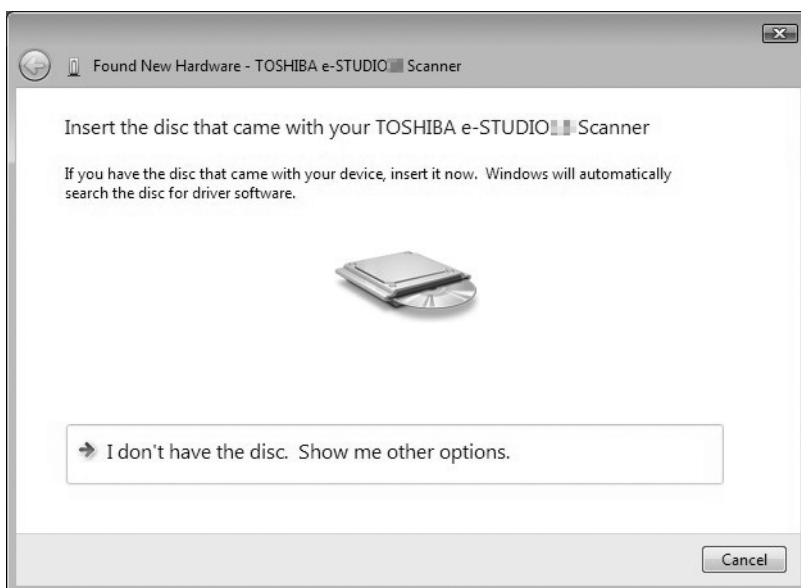 Found New Hardware - TOSHIBA e-STUDIO Scanner
Insert the disc that came with your TOSHIBA e-STUDIO Scanner
If you have the disc that came with your device, insert it now. Windows will automatically
search the disc for driver software.
I don't have the disc. Show me other options.
Cancel